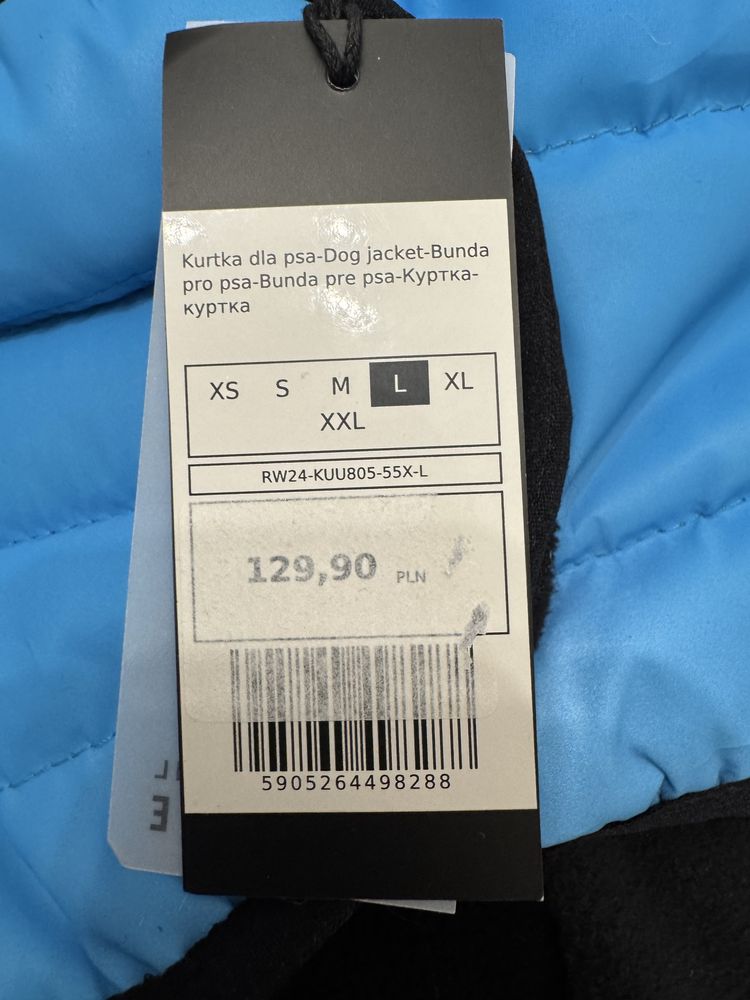 Kurtka dla psa-Dog jacket-Bunda
pro psa-Bunda pre psa-Куртка-
куртка
XS S M L XL
XXL
RW24-KUU805-55X-L
129,90 PLN
5905264498288